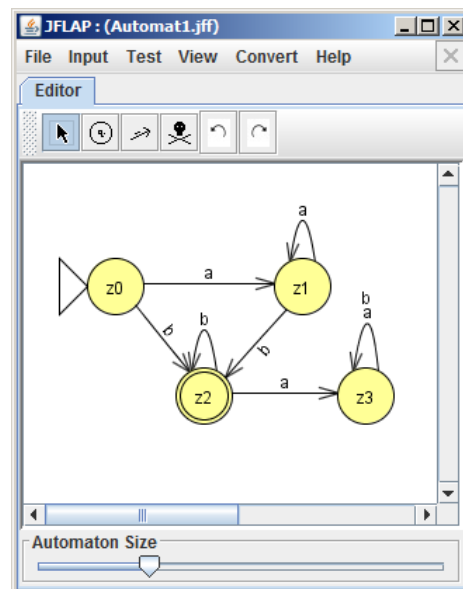 JFLAP : (Automat1.jff)
File Input Test View Convert Help
Editor
a
z0
a
z1
b
a
b
b
b
z2
a
z3
Automaton Size